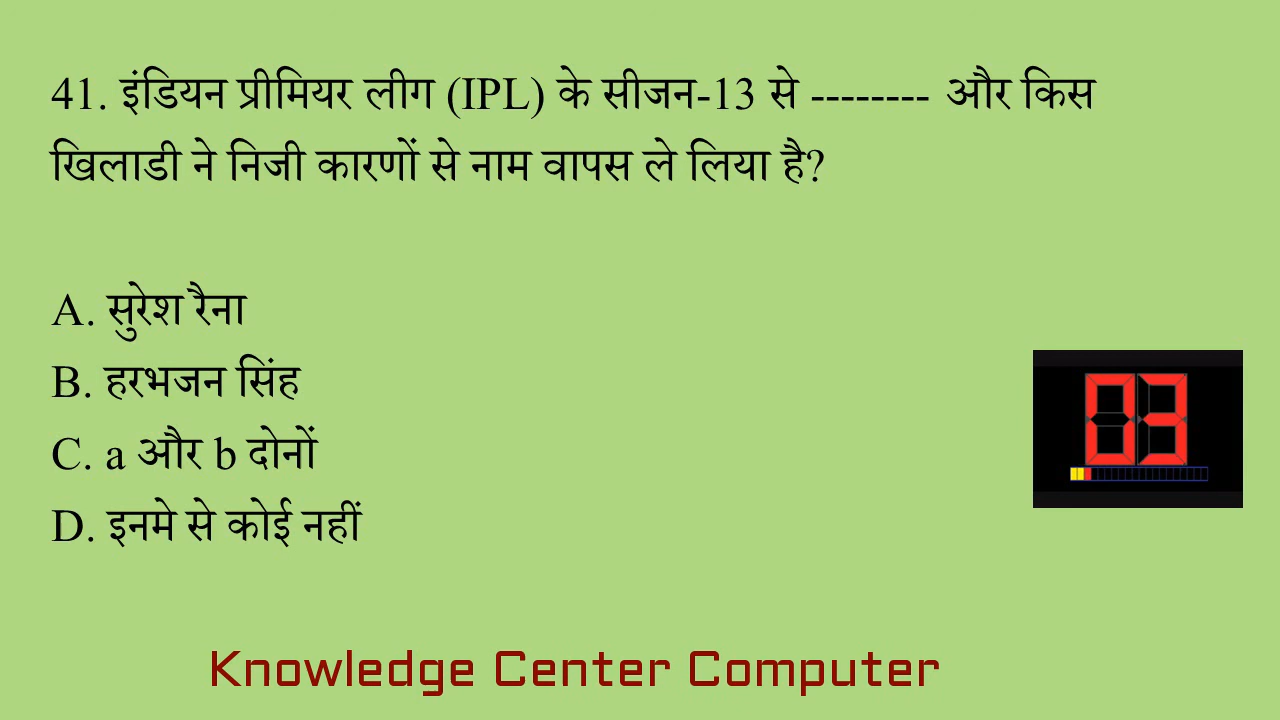 41. इंडियन प्रीमियर लीग (IPL) के सीजन-13 से -------- और किस
खिलाडी ने निजी कारणों से नाम वापस ले लिया है?
A. सुरेश रैना
B. हरभजन सिंह
C. a और b दोनों
D. इनमे से कोई नहीं
03
Knowledge Center Computer